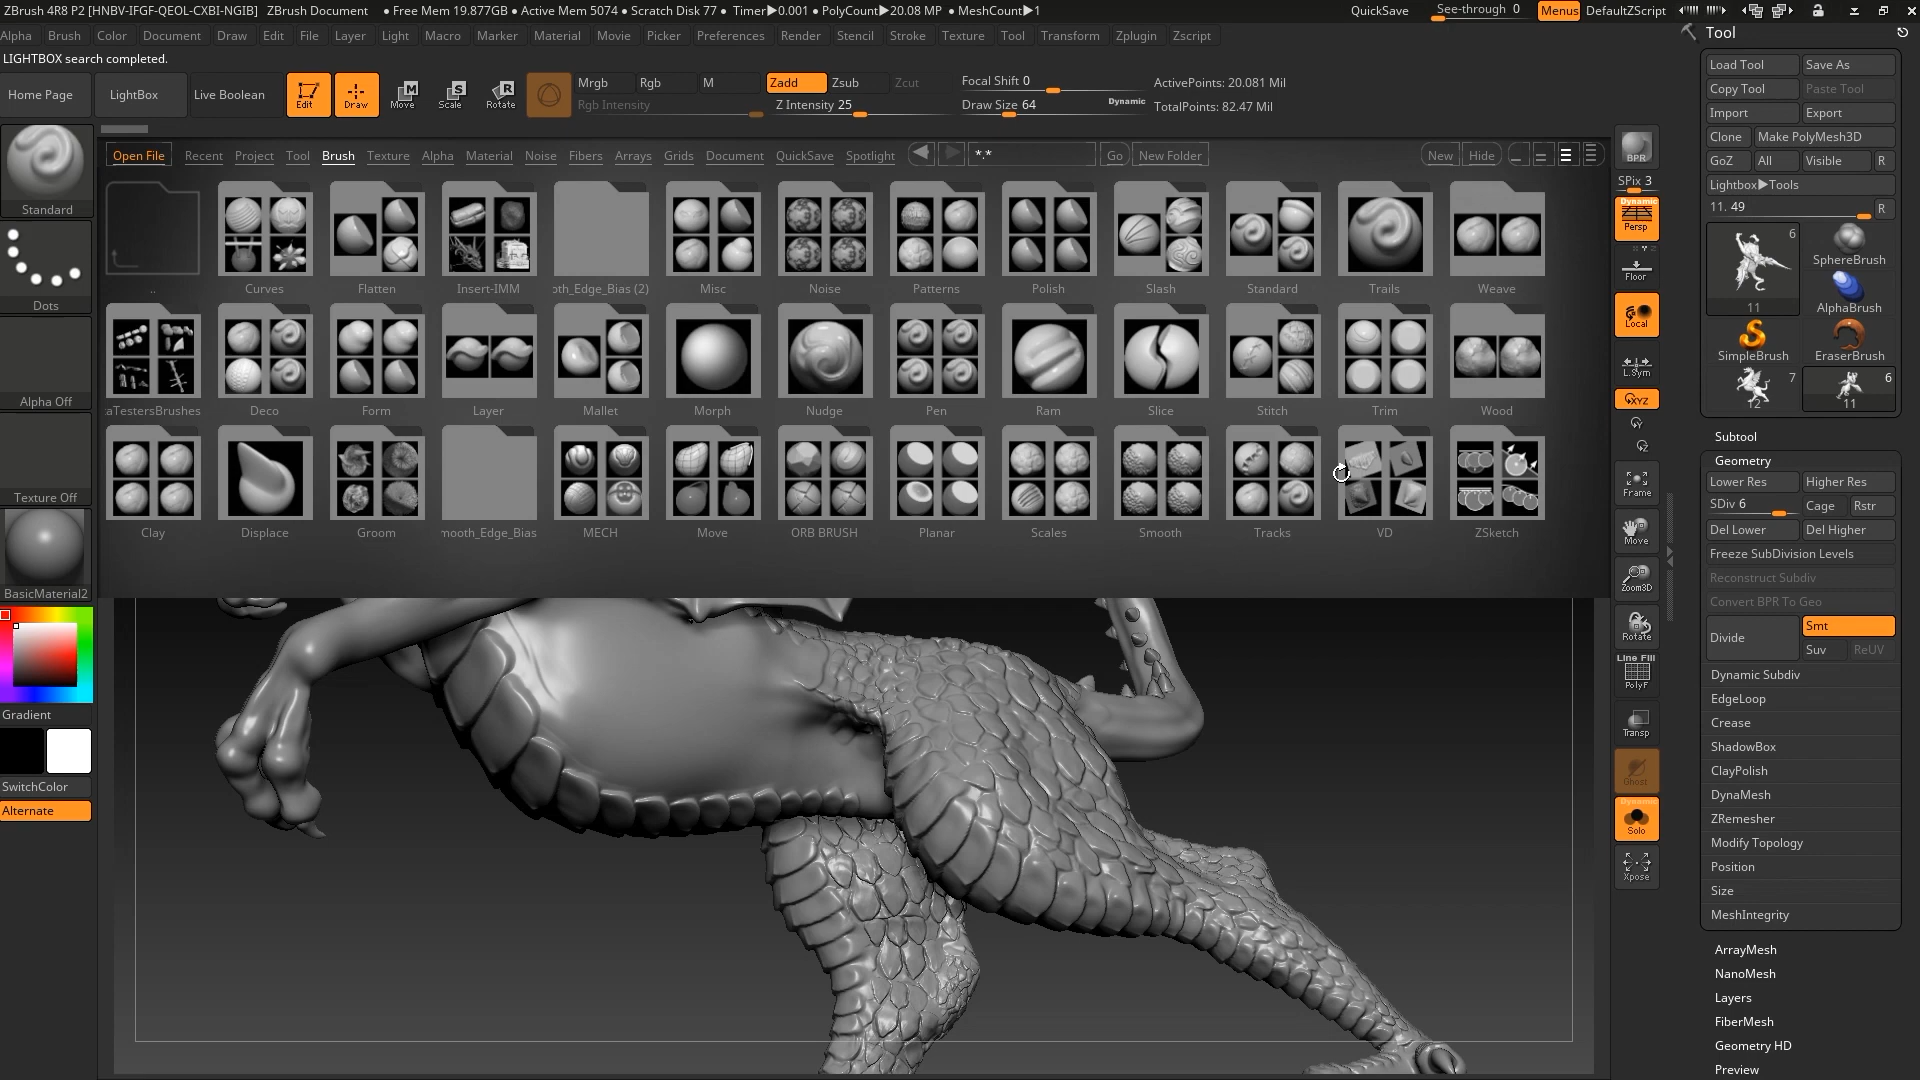 ZBrush 4R8 P2 [HNBV-IFGF-QEOL-CXBI-NGIB] ZBrush Document • Free Mem 19.877GB • Active Mem 5074 • Scratch Disk 77 • Timer▶0.001 • PolyCount▶20.08 MP • MeshCount▶1 QuickSave See-through 0 Menus DefaultZScript
Alpha Brush Color Document Draw Edit File Layer Light Macro Marker Material Movie Picker Preferences Render Stencil Stroke Texture Tool Transform Zplugin Zscript
LIGHTBOX search completed.
Home Page LightBox Live Boolean Edit Draw Move Scale Rotate
Mrgb Rgb M Zadd Zsub Zcut Focal Shift 0 ActivePoints: 20.081 Mil
Rgb Intensity Z Intensity 25 Draw Size 64 Dynamic TotalPoints: 82.47 Mil
Open File Recent Project Tool Brush Texture Alpha Material Noise Fibers Arrays Grids Document QuickSave Spotlight *.* Go New Folder New Hide
.. Curves Flatten Insert-IMM oth_Edge_Bias (2) Misc Noise Patterns Polish Slash Standard Trails Weave
taTestersBrushes Deco Form Layer Mallet Morph Nudge Pen Ram Slice Stitch Trim Wood
Clay Displace Groom mooth_Edge_Bias MECH Move ORB BRUSH Planar Scales Smooth Tracks VD ZSketch
Standard
Dots
Alpha Off
Texture Off
BasicMaterial2
Gradient
SwitchColor
Alternate
BPR
SPix 3
Dynamic
Persp
Floor
Local
L.Sym
XYZ
Y
Z
Frame
Move
Zoom3D
Rotate
Line Fill
PolyF
Transp
Ghost
Dynamic
Solo
Xpose
Tool
Load Tool Save As
Copy Tool Paste Tool
Import Export
Clone Make PolyMesh3D
GoZ All Visible R
Lightbox▶Tools
11. 49 R
6 SphereBrush
11 AlphaBrush
SimpleBrush EraserBrush
7 6
12 11
Subtool
Geometry
Lower Res Higher Res
SDiv 6 Cage Rstr
Del Lower Del Higher
Freeze SubDivision Levels
Reconstruct Subdiv
Convert BPR To Geo
Divide Smt
Suv ReUV
Dynamic Subdiv
EdgeLoop
Crease
ShadowBox
ClayPolish
DynaMesh
ZRemesher
Modify Topology
Position
Size
MeshIntegrity
ArrayMesh
NanoMesh
Layers
FiberMesh
Geometry HD
Preview